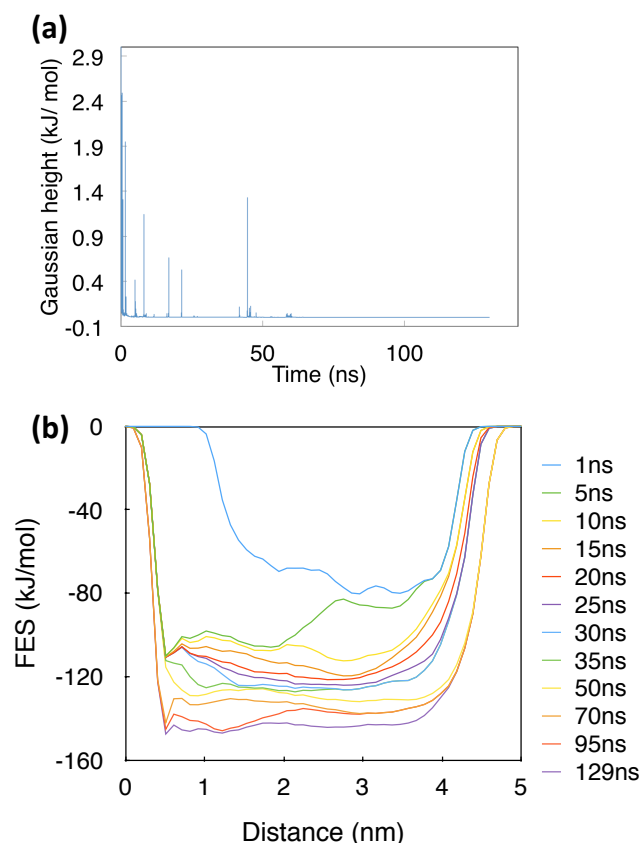 (a)
Gaussian height (kJ/ mol)
2.9
2.4
1.9
1.4
0.9
0.4
-0.1
0
50
100
Time (ns)
(b)
FES (kJ/mol)
0
-40
-80
-120
-160
0
1
2
3
4
5
Distance (nm)
1ns
5ns
10ns
15ns
20ns
25ns
30ns
35ns
50ns
70ns
95ns
129ns